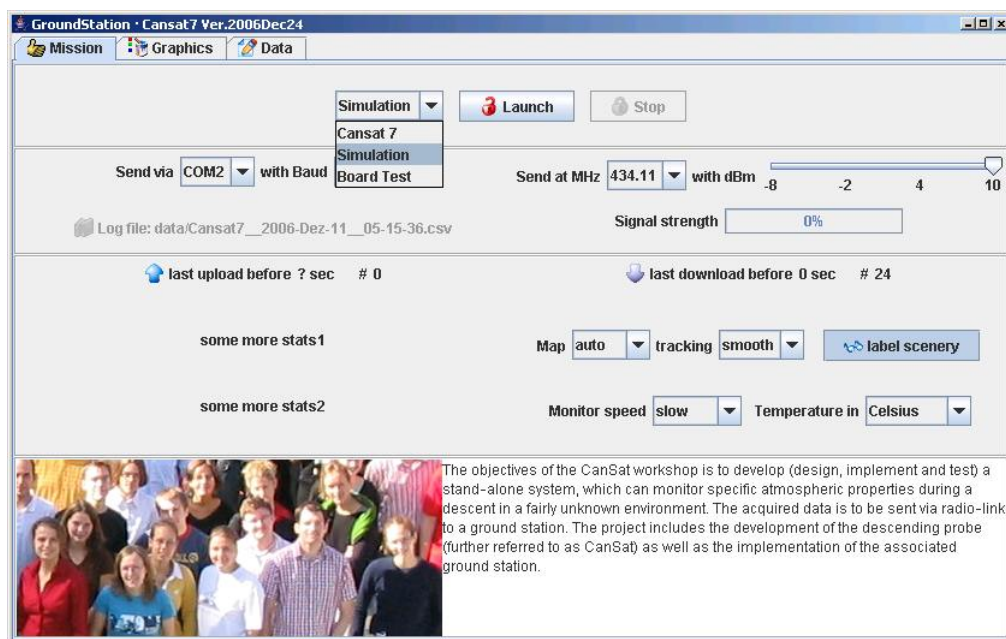 GroundStation · Cansat7 Ver.2006Dec24
Mission Graphics Data
Simulation Launch Stop
Cansat 7
Simulation
Board Test
Send via COM2 with Baud
Send at MHz 434.11 with dBm
-8 -2 4 10
Log file: data/Cansat7__2006-Dez-11__05-15-36.csv
Signal strength 0%
last upload before ? sec # 0
last download before 0 sec # 24
some more stats1
Map auto tracking smooth label scenery
some more stats2
Monitor speed slow Temperature in Celsius
The objectives of the CanSat workshop is to develop (design, implement and test) a
stand-alone system, which can monitor specific atmospheric properties during a
descent in a fairly unknown environment. The acquired data is to be sent via radio-link
to a ground station. The project includes the development of the descending probe
(further referred to as CanSat) as well as the implementation of the associated
ground station.